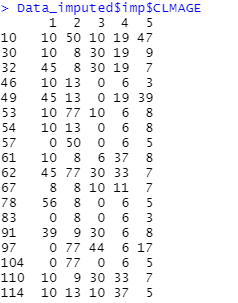 > Data_imputed$imp$CLMAGE
1 2 3 4 5
10 10 50 10 19 47
30 10 8 30 19 9
32 45 8 30 19 7
46 10 13 0 6 3
49 45 13 0 19 39
53 10 77 10 6 8
54 10 13 0 6 8
57 0 50 0 6 5
61 10 8 6 37 8
62 45 77 30 33 7
67 8 8 10 11 7
78 56 8 0 6 5
83 0 8 0 6 3
91 39 9 30 6 8
97 0 77 44 6 17
104 0 77 0 6 5
110 10 9 30 33 7
114 10 13 10 37 5